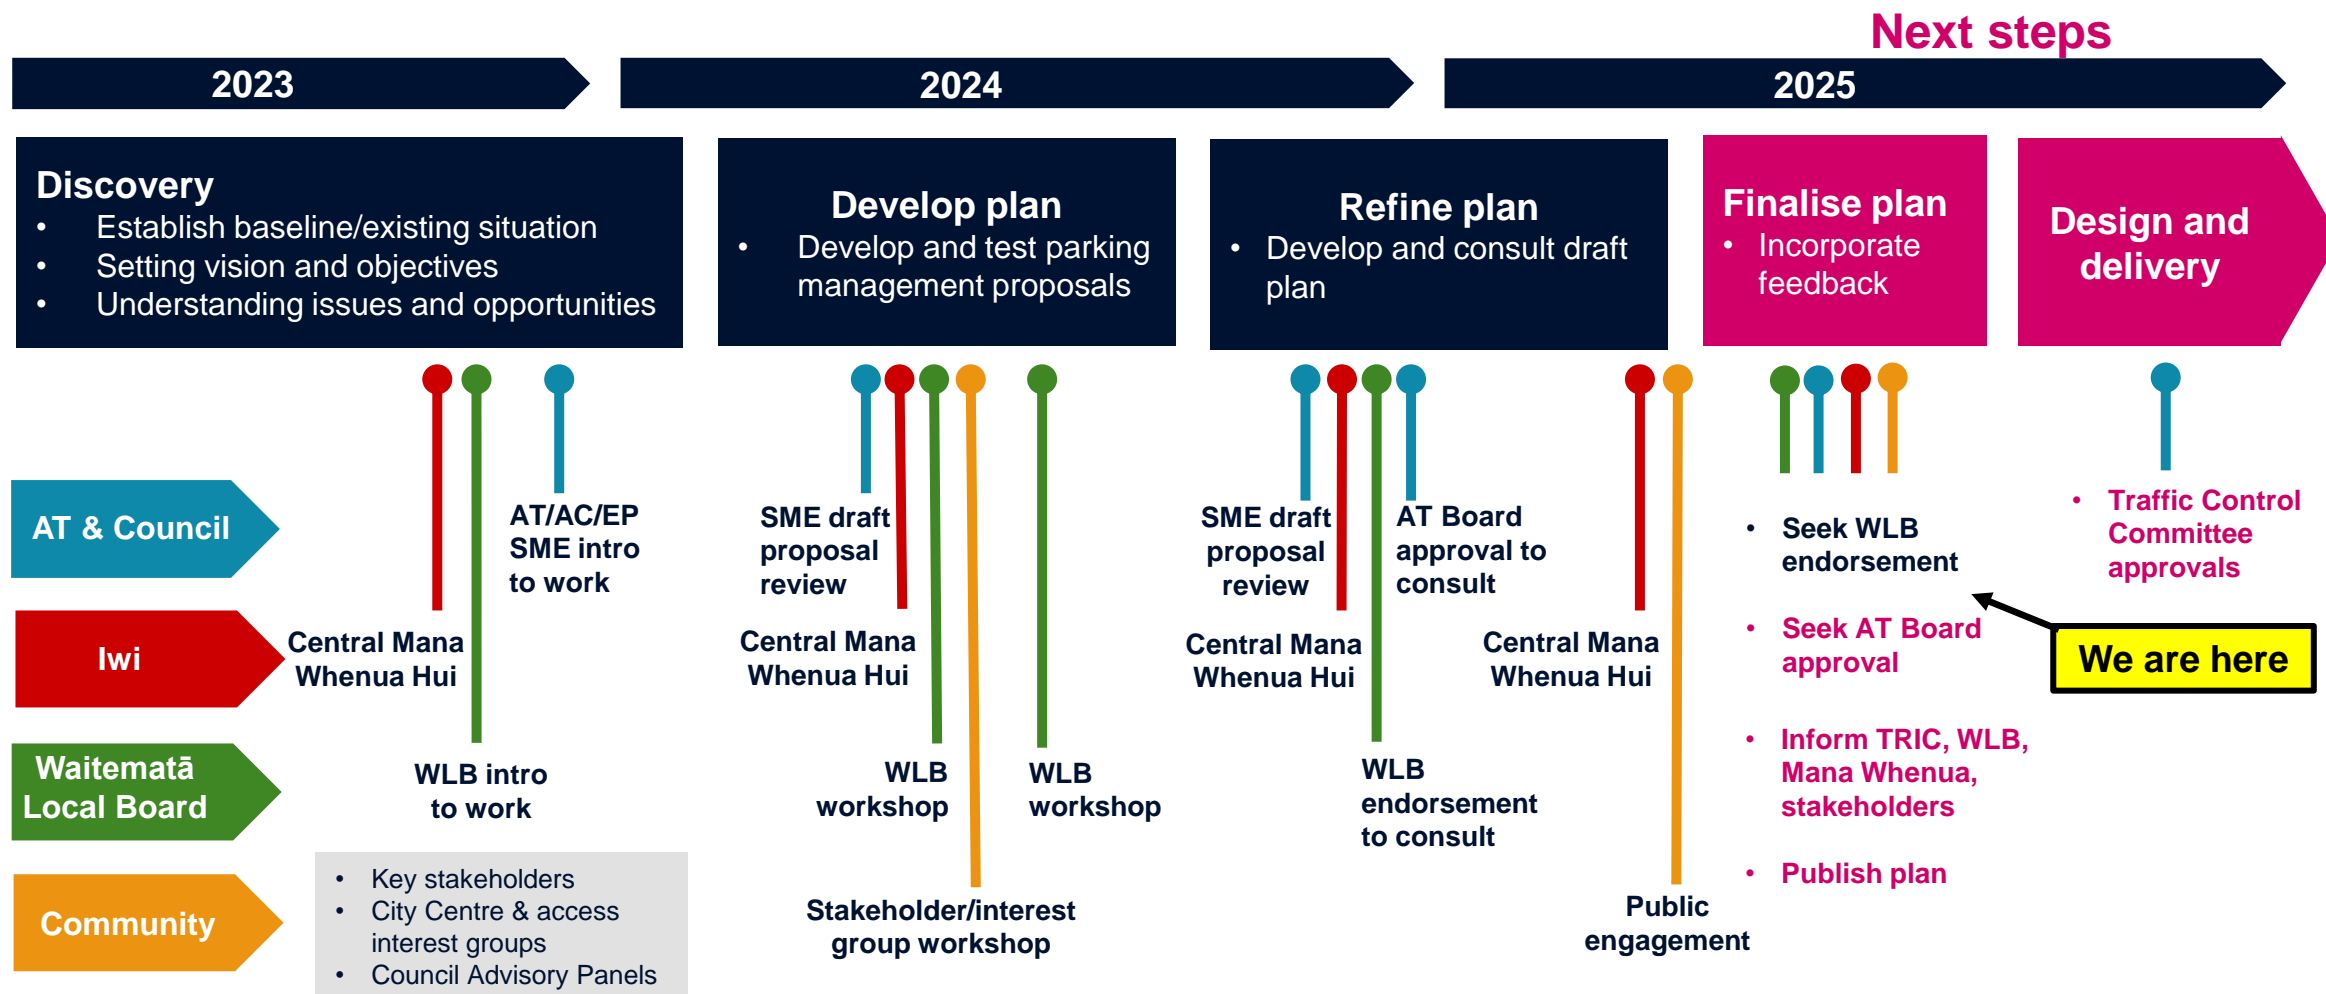 Next steps
2023
2024
2025
Discovery
• Establish baseline/existing situation
• Setting vision and objectives
• Understanding issues and opportunities
Develop plan
• Develop and test parking
management proposals
Refine plan
• Develop and consult draft
plan
Finalise plan
• Incorporate
feedback
Design and
delivery
AT & Council
AT/AC/EP
SME intro
to work
SME draft
proposal
review
SME draft
proposal
review
AT Board
approval to
consult
• Seek WLB
endorsement
• Traffic Control
Committee
approvals
Iwi
Central Mana
Whenua Hui
Central Mana
Whenua Hui
Central Mana
Whenua Hui
Central Mana
Whenua Hui
• Seek AT Board
approval
We are here
Waitematā
Local Board
WLB intro
to work
WLB
workshop
WLB
workshop
WLB
endorsement
to consult
• Inform TRIC, WLB,
Mana Whenua,
stakeholders
Community
• Key stakeholders
• City Centre & access
interest groups
• Council Advisory Panels
Stakeholder/interest
group workshop
Public
engagement
• Publish plan